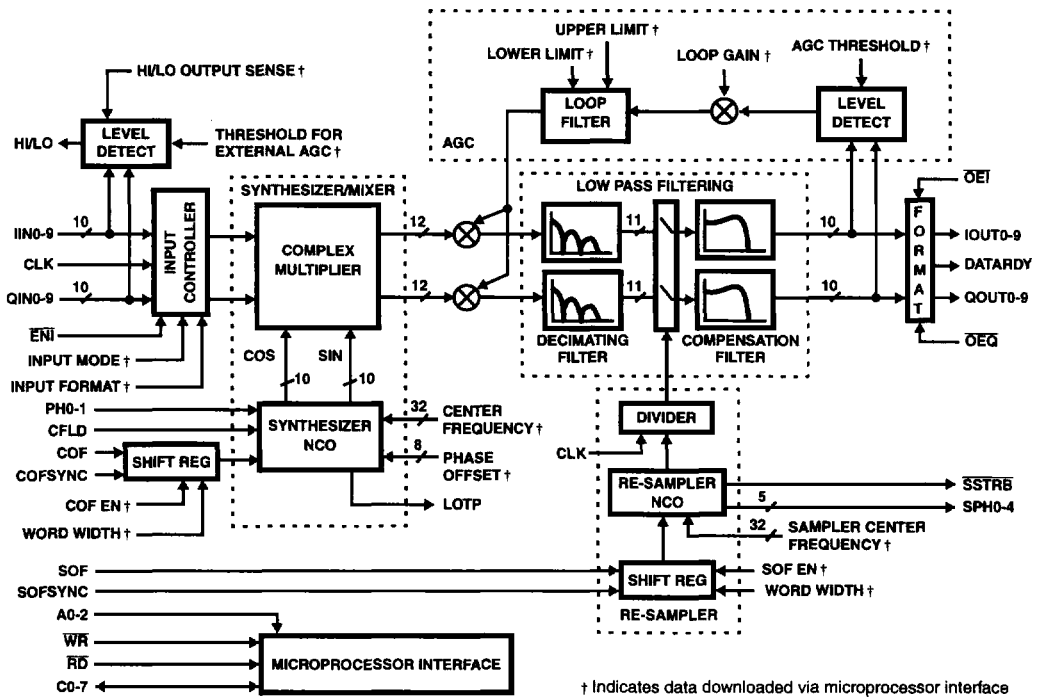 UPPER LIMIT †
LOWER LIMIT †
LOOP GAIN †
AGC THRESHOLD †
HI/LO OUTPUT SENSE †
LOOP
FILTER
LEVEL
DETECT
HI/LO
LEVEL
DETECT
THRESHOLD FOR
EXTERNAL AGC †
AGC
SYNTHESIZER/MIXER
LOW PASS FILTERING
OEI
IIN0-9
10
CLK
QIN0-9
10
INPUT
CONTROLLER
COMPLEX
MULTIPLIER
12
12
11
11
10
10
FORMAT
IOUT0-9
DATARDY
QOUT0-9
ENI
INPUT MODE †
INPUT FORMAT †
COS
SIN
10
10
DECIMATING
FILTER
COMPENSATION
FILTER
OEQ
PH0-1
CFLD
COF
COFSYNC
SHIFT REG
COF EN †
WORD WIDTH †
SYNTHESIZER
NCO
32
CENTER
FREQUENCY †
8
PHASE
OFFSET †
LOTP
DIVIDER
CLK
RE-SAMPLER
NCO
SSTRB
5
SPH0-4
32
SAMPLER CENTER
FREQUENCY †
SOF
SOFSYNC
SHIFT REG
SOF EN †
WORD WIDTH †
RE-SAMPLER
A0-2
WR
RD
C0-7
MICROPROCESSOR INTERFACE
† Indicates data downloaded via microprocessor interface